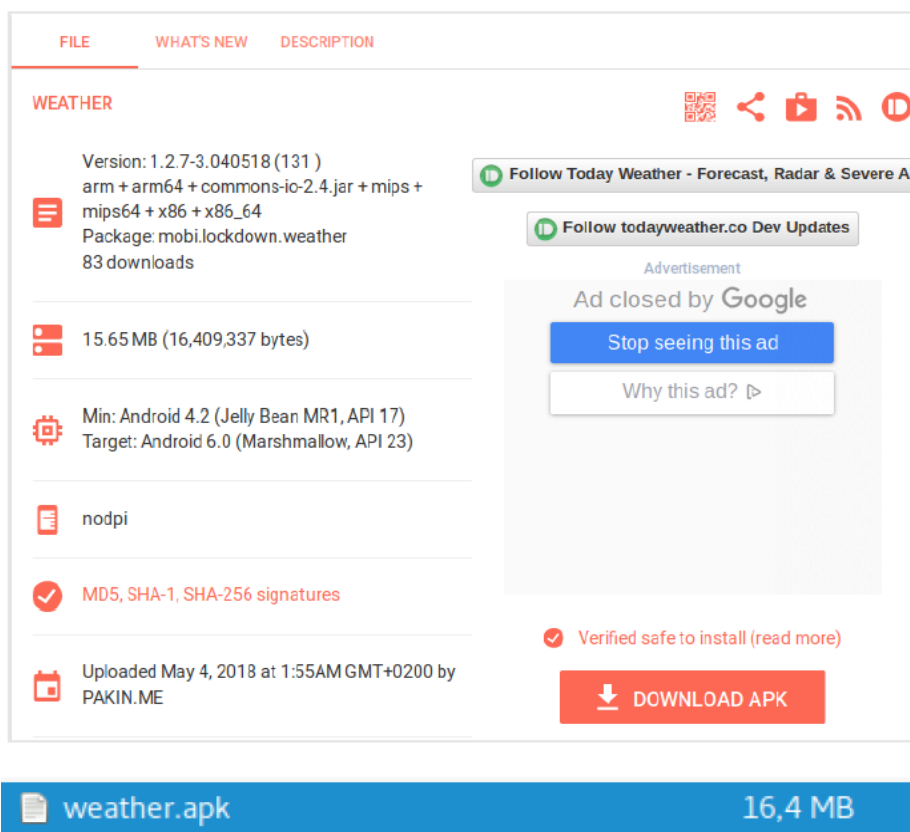 FILE
WHAT'S NEW
DESCRIPTION
WEATHER
Version: 1.2.7-3.040518 (131 )
arm + arm64 + commons-io-2.4.jar + mips +
mips64 + x86 + x86_64
Package: mobi.lockdown.weather
83 downloads
15.65 MB (16,409,337 bytes)
Min: Android 4.2 (Jelly Bean MR1, API 17)
Target: Android 6.0 (Marshmallow, API 23)
nodpi
MD5, SHA-1, SHA-256 signatures
Uploaded May 4, 2018 at 1:55AM GMT+0200 by
PAKIN.ME
Follow Today Weather - Forecast, Radar & Severe A
Follow todayweather.co Dev Updates
Advertisement
Ad closed by Google
Stop seeing this ad
Why this ad?
Verified safe to install (read more)
DOWNLOAD APK
weather.apk 16,4 MB